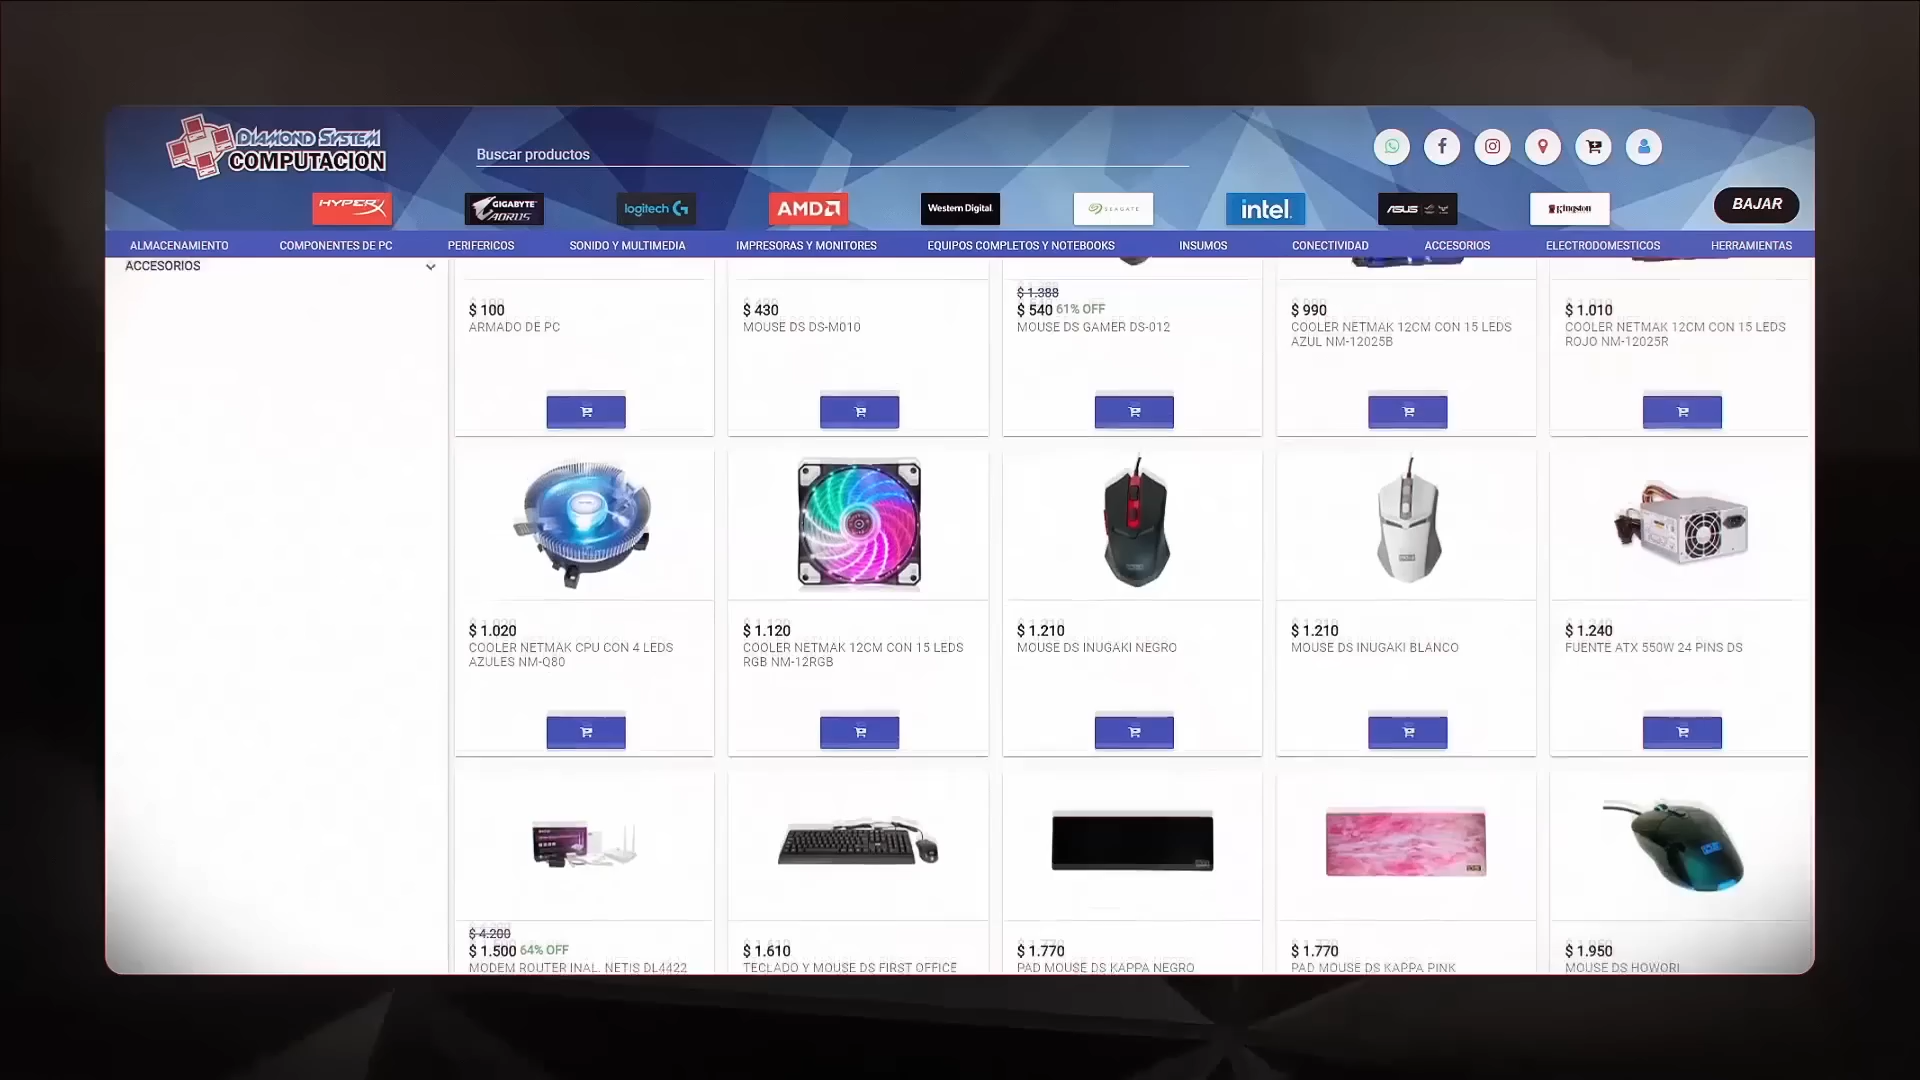 DIAMOND SYSTEM
COMPUTACION
Buscar productos
HYPERX
GIGABYTE
AORUS
logitech G
AMD
Western Digital
SEAGATE
intel
ASUS
Kingston
BAJAR
ALMACENAMIENTO
COMPONENTES DE PC
PERIFERICOS
SONIDO Y MULTIMEDIA
IMPRESORAS Y MONITORES
EQUIPOS COMPLETOS Y NOTEBOOKS
INSUMOS
CONECTIVIDAD
ACCESORIOS
ELECTRODOMESTICOS
HERRAMIENTAS
ACCESORIOS
$ 100
ARMADO DE PC
$ 430
MOUSE DS DS-M010
$ 1.388
$ 540 61% OFF
MOUSE DS GAMER DS-012
$ 990
COOLER NETMAK 12CM CON 15 LEDS
AZUL NM-12025B
$ 1.010
COOLER NETMAK 12CM CON 15 LEDS
ROJO NM-12025R
$ 1.020
COOLER NETMAK CPU CON 4 LEDS
AZULES NM-Q80
$ 1.120
COOLER NETMAK 12CM CON 15 LEDS
RGB NM-12RGB
$ 1.210
MOUSE DS INUGAKI NEGRO
$ 1.210
MOUSE DS INUGAKI BLANCO
$ 1.240
FUENTE ATX 550W 24 PINS DS
$ 4.200
$ 1.500 64% OFF
MODEM ROUTER INAL. NETIS DL4422
$ 1.610
TECLADO Y MOUSE DS FIRST OFFICE
$ 1.770
PAD MOUSE DS KAPPA NEGRO
$ 1.770
PAD MOUSE DS KAPPA PINK
$ 1.950
MOUSE DS HOWORI